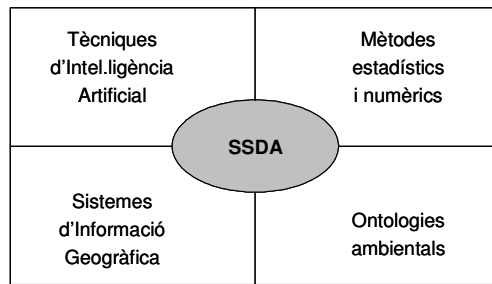 Tècniques
d'Intel.ligència
Artificial
Mètodes
estadístics
i numèrics
SSDA
Sistemes
d'Informació
Geogràfica
Ontologies
ambientals